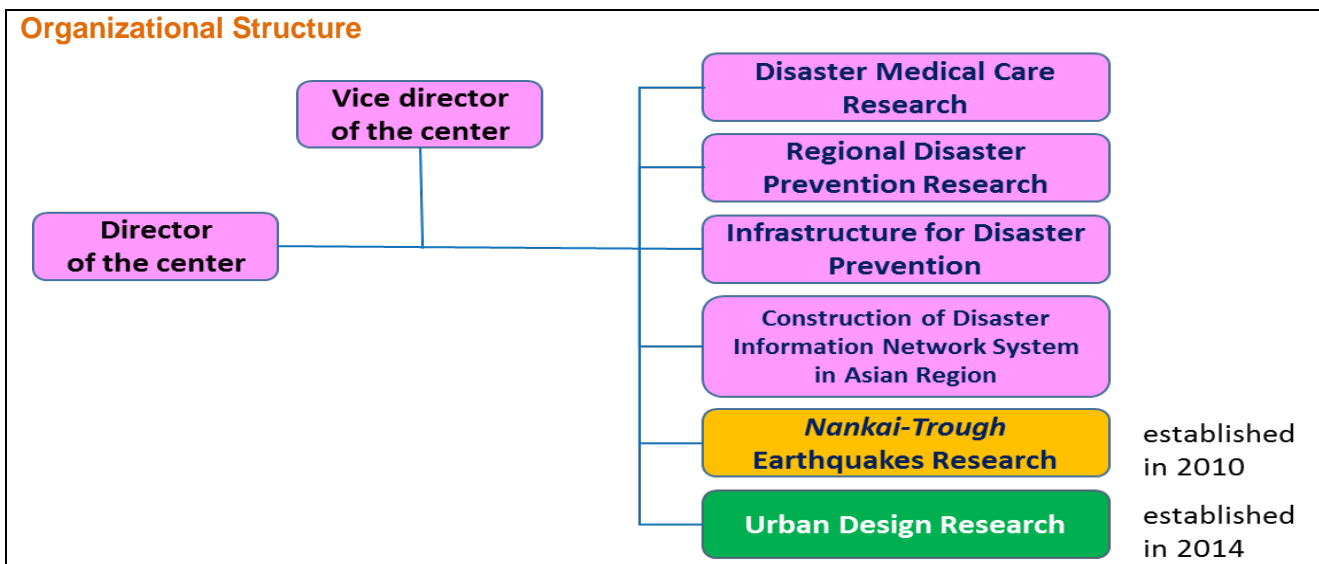 Organizational Structure
Vice director
of the center
Director
of the center
Disaster Medical Care
Research
Regional Disaster
Prevention Research
Infrastructure for Disaster
Prevention
Construction of Disaster
Information Network System
in Asian Region
Nankai-Trough
Earthquakes Research
established
in 2010
Urban Design Research
established
in 2014